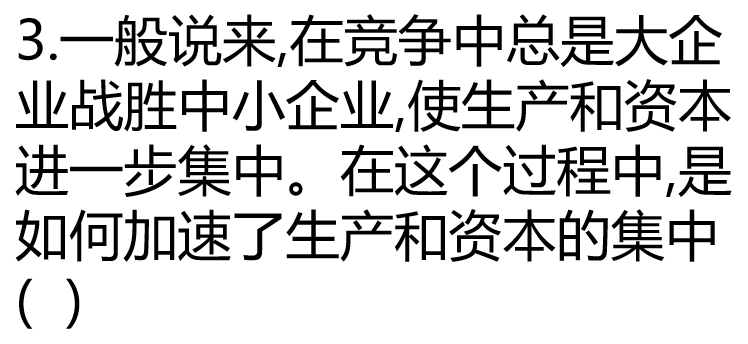 3.一般说来,在竞争中总是大企
业战胜中小企业,使生产和资本
进一步集中。在这个过程中,是
如何加速了生产和资本的集中
( )